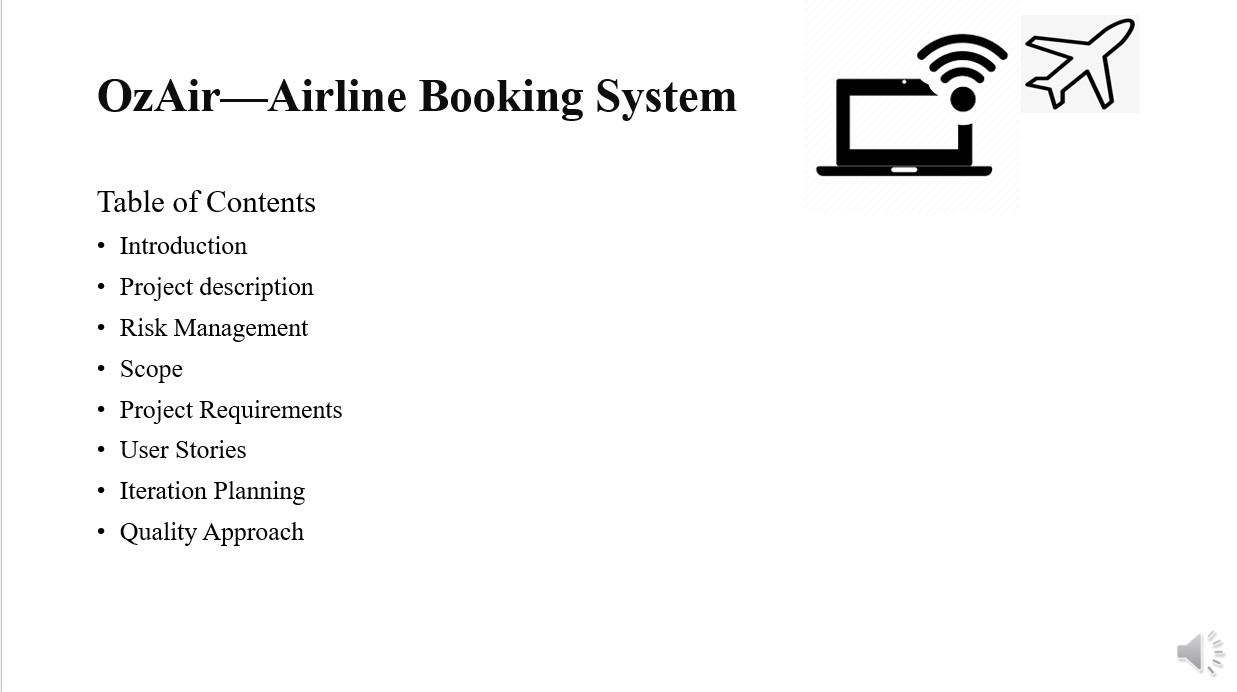 OzAir—Airline Booking System
Table of Contents
• Introduction
• Project description
• Risk Management
• Scope
• Project Requirements
• User Stories
• Iteration Planning
• Quality Approach